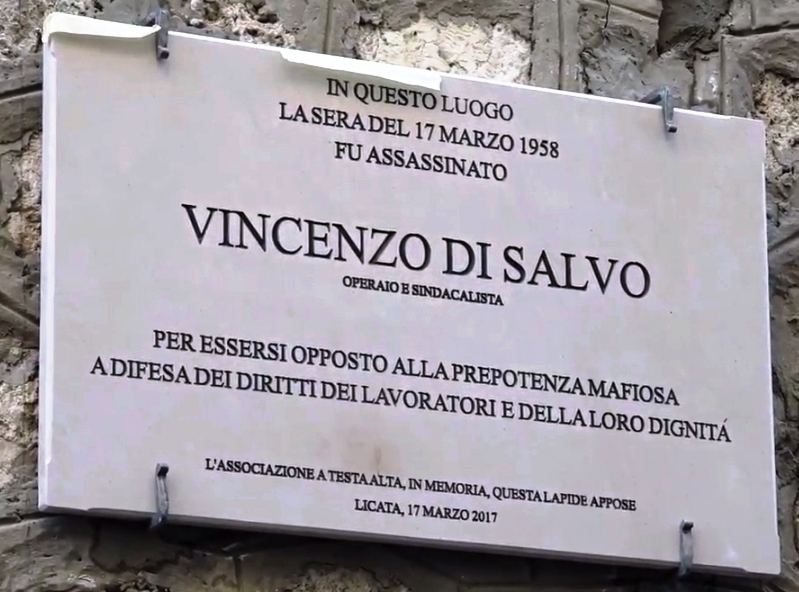 IN QUESTO LUOGO
LA SERA DEL 17 MARZO 1958
FU ASSASSINATO
VINCENZO DI SALVO
OPERAIO E SINDACALISTA
PER ESSERSI OPPOSTO ALLA PREPOTENZA MAFIOSA
A DIFESA DEI DIRITTI DEI LAVORATORI E DELLA LORO DIGNITÁ
L'ASSOCIAZIONE A TESTA ALTA, IN MEMORIA, QUESTA LAPIDE APPOSE
LICATA, 17 MARZO 2017